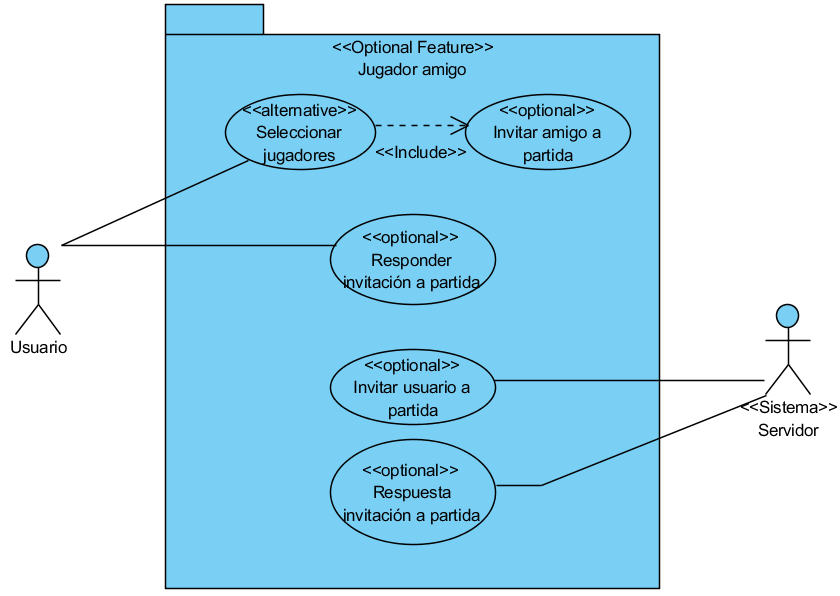 <<Optional Feature>>
Jugador amigo
<<alternative>>
Seleccionar
jugadores
<<Include>>
<<optional>>
Invitar amigo a
partida
<<optional>>
Responder
invitación a partida
Usuario
<<optional>>
Invitar usuario a
partida
<<Sistema>>
Servidor
<<optional>>
Respuesta
invitación a partida